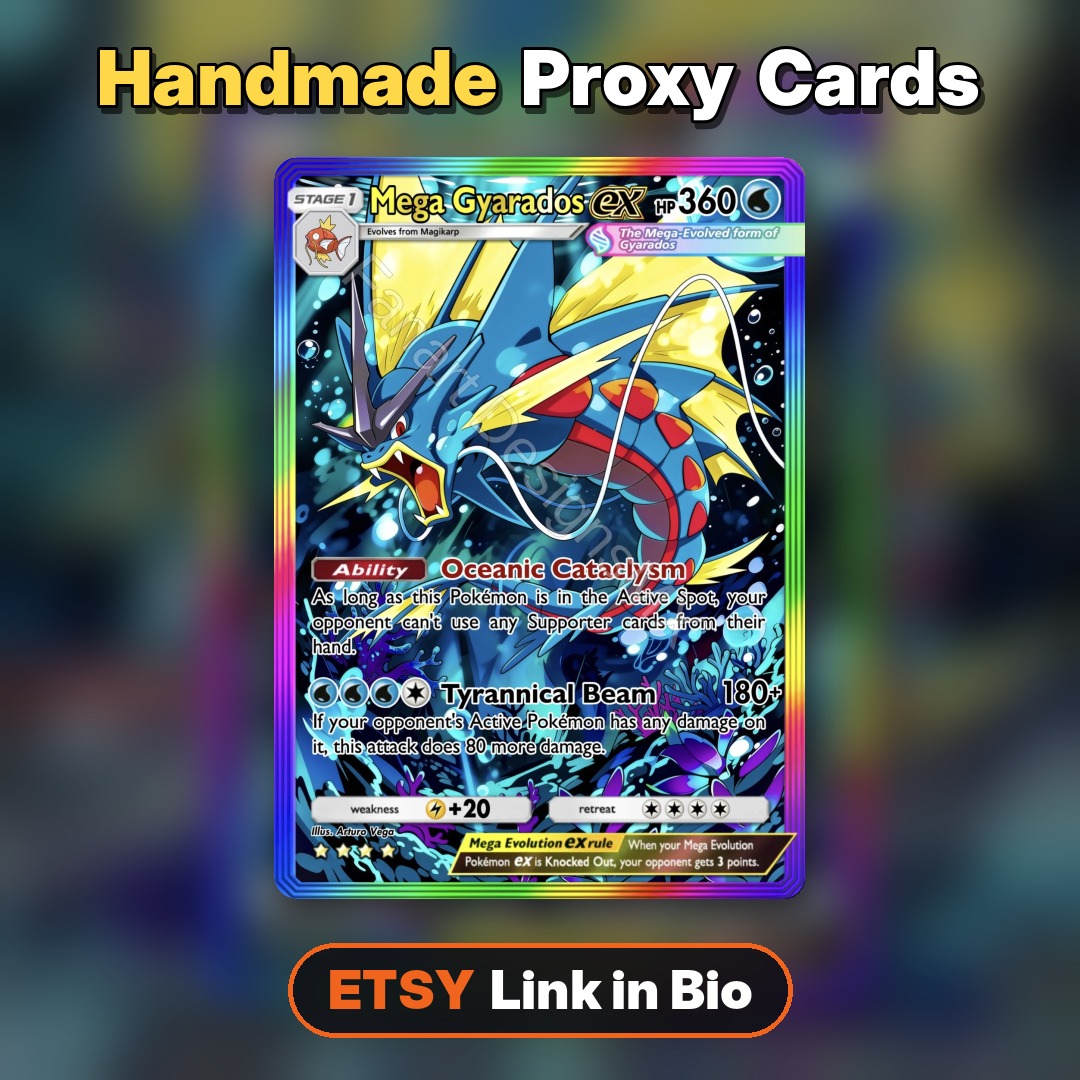 Handmade Proxy Cards
STAGE 1
Mega Gyarados ex HP 360
Evolves from Magikarp
The Mega-Evolved form of
Gyarados
Ability Oceanic Cataclysm
As long as this Pokémon is in the Active Spot, your
opponent can't use any Supporter cards from their
hand.
Tyrannical Beam 180+
If your opponent's Active Pokémon has any damage on
it, this attack does 80 more damage.
weakness +20 retreat
Illus. Arturo Vega
Mega Evolution ex rule When your Mega Evolution
Pokémon ex is Knocked Out, your opponent gets 3 points.
ETSY Link in Bio